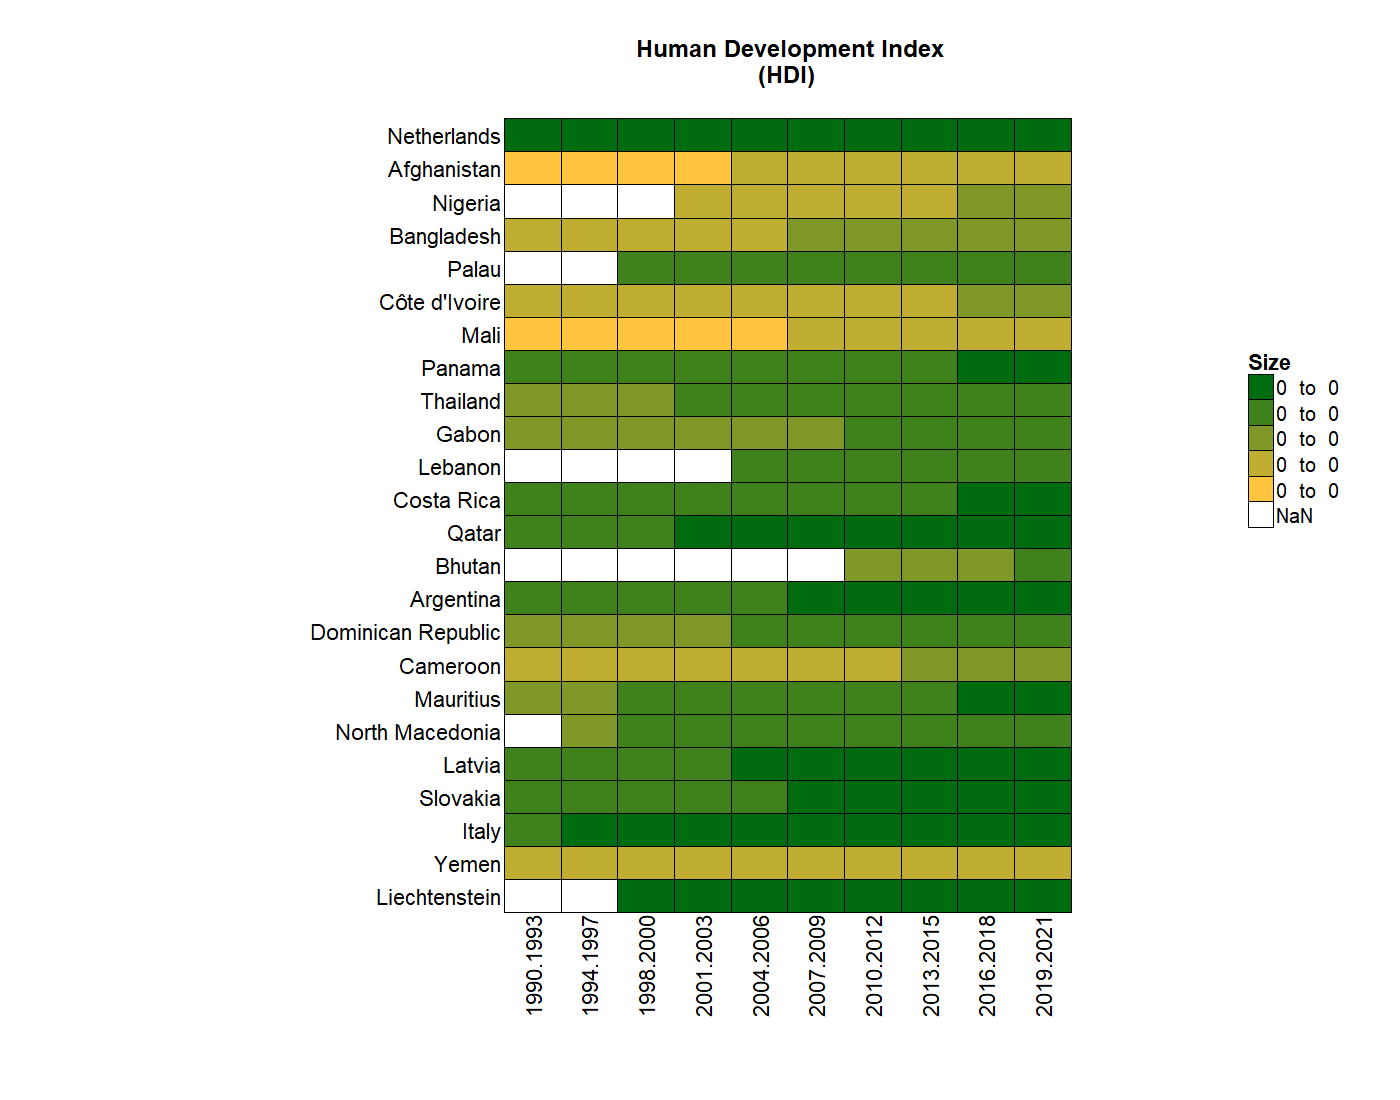 Human Development Index
(HDI)
Netherlands
Afghanistan
Nigeria
Bangladesh
Palau
Côte d'Ivoire
Mali
Panama
Thailand
Gabon
Lebanon
Costa Rica
Qatar
Bhutan
Argentina
Dominican Republic
Cameroon
Mauritius
North Macedonia
Latvia
Slovakia
Italy
Yemen
Liechtenstein
1990.1993
1994.1997
1998.2000
2001.2003
2004.2006
2007.2009
2010.2012
2013.2015
2016.2018
2019.2021
Size
0 to 0
0 to 0
0 to 0
0 to 0
0 to 0
NaN